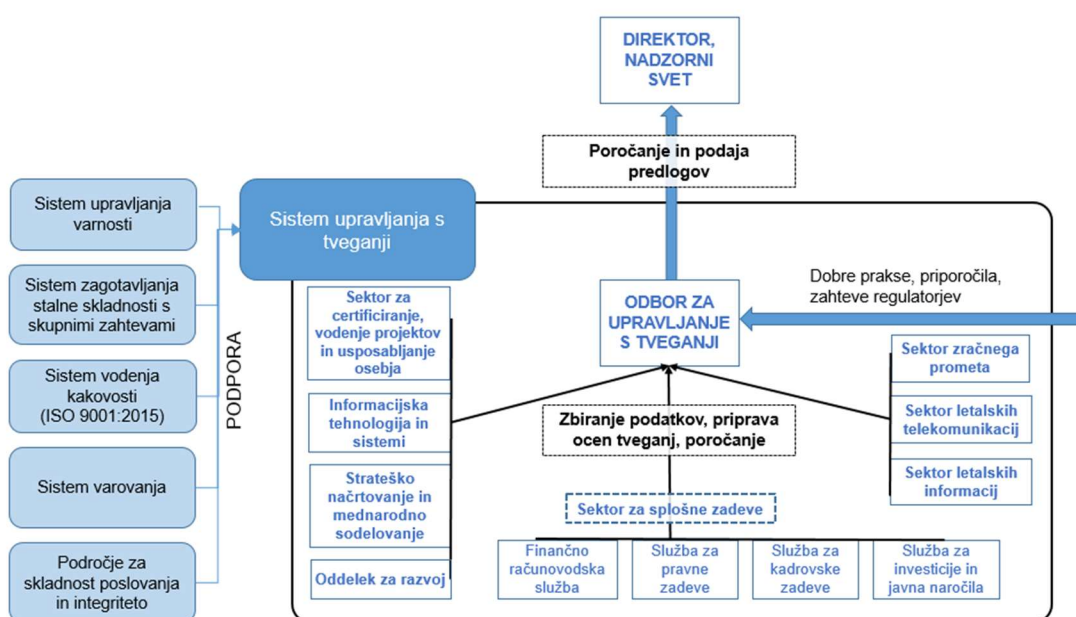 DIREKTOR,
NADZORNI
SVET
Poročanje in podaja
predlogov
Sistem upravljanja
varnosti
Sistem zagotavljanja
stalne skladnosti s
skupnimi zahtevami
Sistem vodenja
kakovosti
(ISO 9001:2015)
Sistem varovanja
Področje za
skladnost poslovanja
in integriteto
PODPORA
Sistem upravljanja s
tveganji
Sektor za
certificiranje,
vodenje projektov
in usposabljanje
osebja
Informacijska
tehnologija in
sistemi
Strateško
načrtovanje in
mednarodno
sodelovanje
Oddelek za razvoj
ODBOR ZA
UPRAVLJANJE
S TVEGANJI
Dobre prakse, priporočila,
zahteve regulatorjev
Zbiranje podatkov, priprava
ocen tveganj, poročanje
Sektor zračnega
prometa
Sektor letalskih
telekomunikacij
Sektor letalskih
informacij
Sektor za splošne zadeve
Finančno
računovodska
služba
Služba za
pravne
zadeve
Služba za
kadrovske
zadeve
Služba za
investicije in
javna naročila